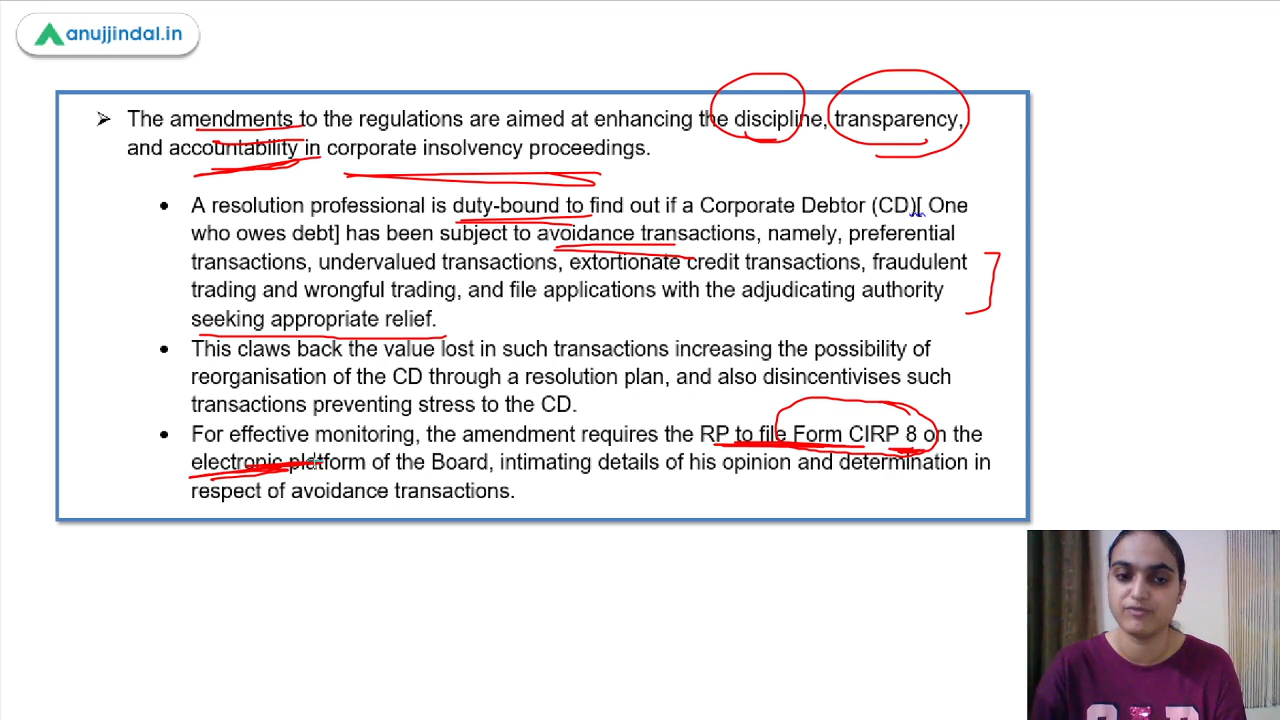 anujjindal.in
The amendments to the regulations are aimed at enhancing the discipline, transparency,
and accountability in corporate insolvency proceedings.
A resolution professional is duty-bound to find out if a Corporate Debtor (CD)[ One
who owes debt] has been subject to avoidance transactions, namely, preferential
transactions, undervalued transactions, extortionate credit transactions, fraudulent
trading and wrongful trading, and file applications with the adjudicating authority
seeking appropriate relief.
This claws back the value lost in such transactions increasing the possibility of
reorganisation of the CD through a resolution plan, and also disincentivises such
transactions preventing stress to the CD.
For effective monitoring, the amendment requires the RP to file Form CIRP 8 on the
electronic platform of the Board, intimating details of his opinion and determination in
respect of avoidance transactions.